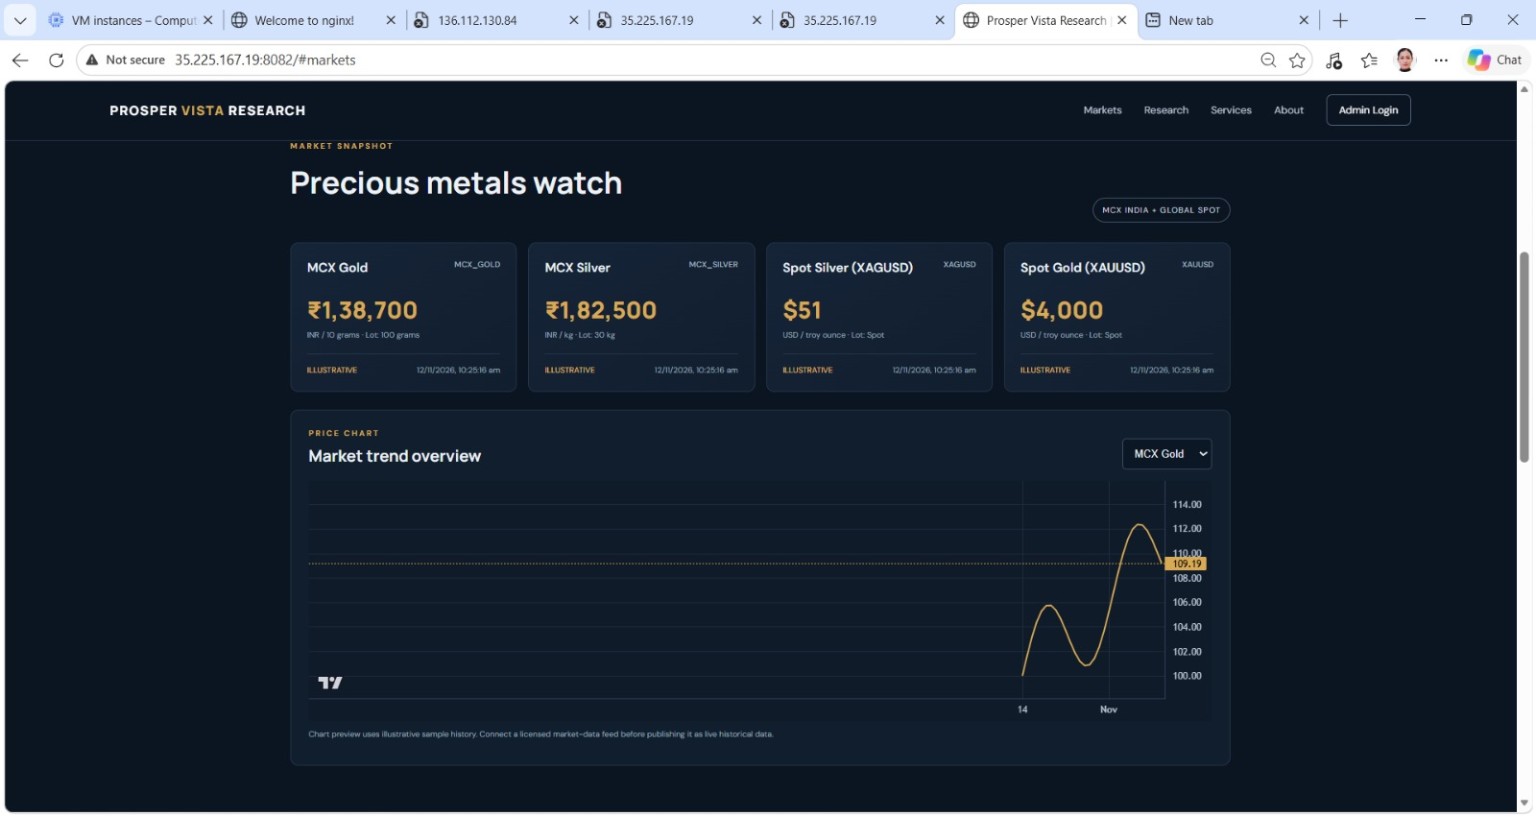 VM instances – Comput
Welcome to nginx!
136.112.130.84
35.225.167.19
35.225.167.19
Prosper Vista Research
New tab
Not secure
35.225.167.19:8082/#markets
Chat
PROSPER VISTA RESEARCH
Markets
Research
Services
About
Admin Login
MARKET SNAPSHOT
Precious metals watch
MCX INDIA + GLOBAL SPOT
MCX Gold
MCX_GOLD
₹1,38,700
INR / 10 grams · Lot: 100 grams
ILLUSTRATIVE
12/11/2026, 10:25:16 am
MCX Silver
MCX_SILVER
₹1,82,500
INR / kg · Lot: 30 kg
ILLUSTRATIVE
12/11/2026, 10:25:16 am
Spot Silver (XAGUSD)
XAGUSD
$51
USD / troy ounce · Lot: Spot
ILLUSTRATIVE
12/11/2026, 10:25:16 am
Spot Gold (XAUUSD)
XAUUSD
$4,000
USD / troy ounce · Lot: Spot
ILLUSTRATIVE
12/11/2026, 10:25:16 am
PRICE CHART
Market trend overview
MCX Gold
114.00
112.00
110.00
109.19
108.00
106.00
104.00
102.00
100.00
14
Nov
Chart preview uses illustrative sample history. Connect a licensed market-data feed before publishing it as live historical data.